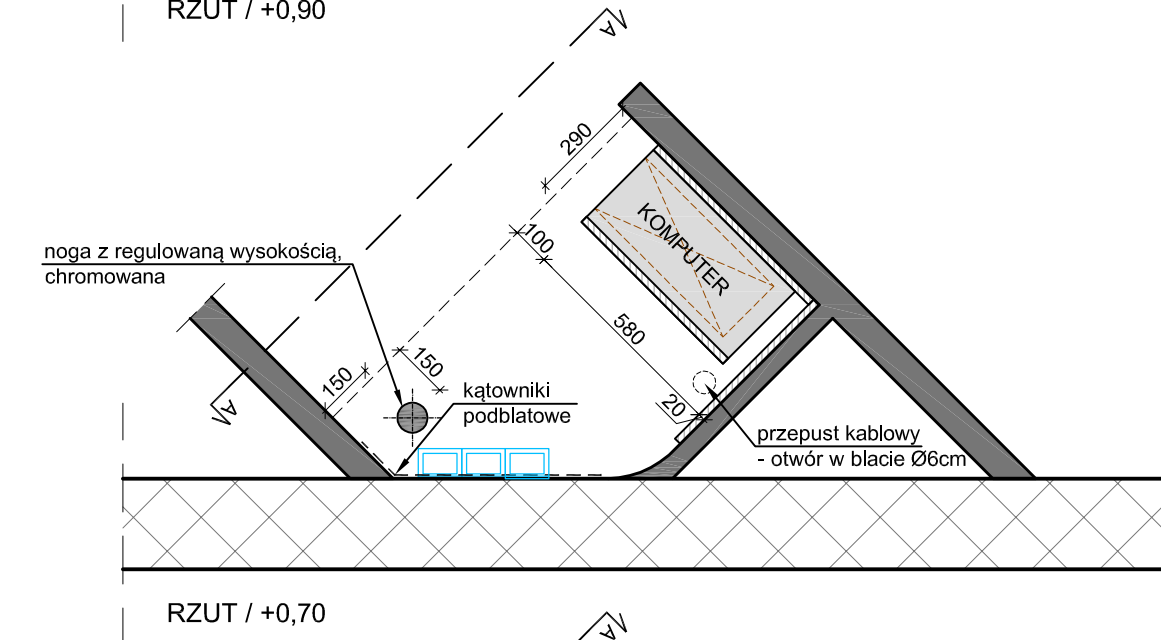 RZUT / +0,90
A
290
KOMPUTER
100
noga z regulowaną wysokością,
chromowana
580
150
150
kątowniki
podblatowe
A
20
przepust kablowy
- otwór w blacie Ø6cm
RZUT / +0,70
A